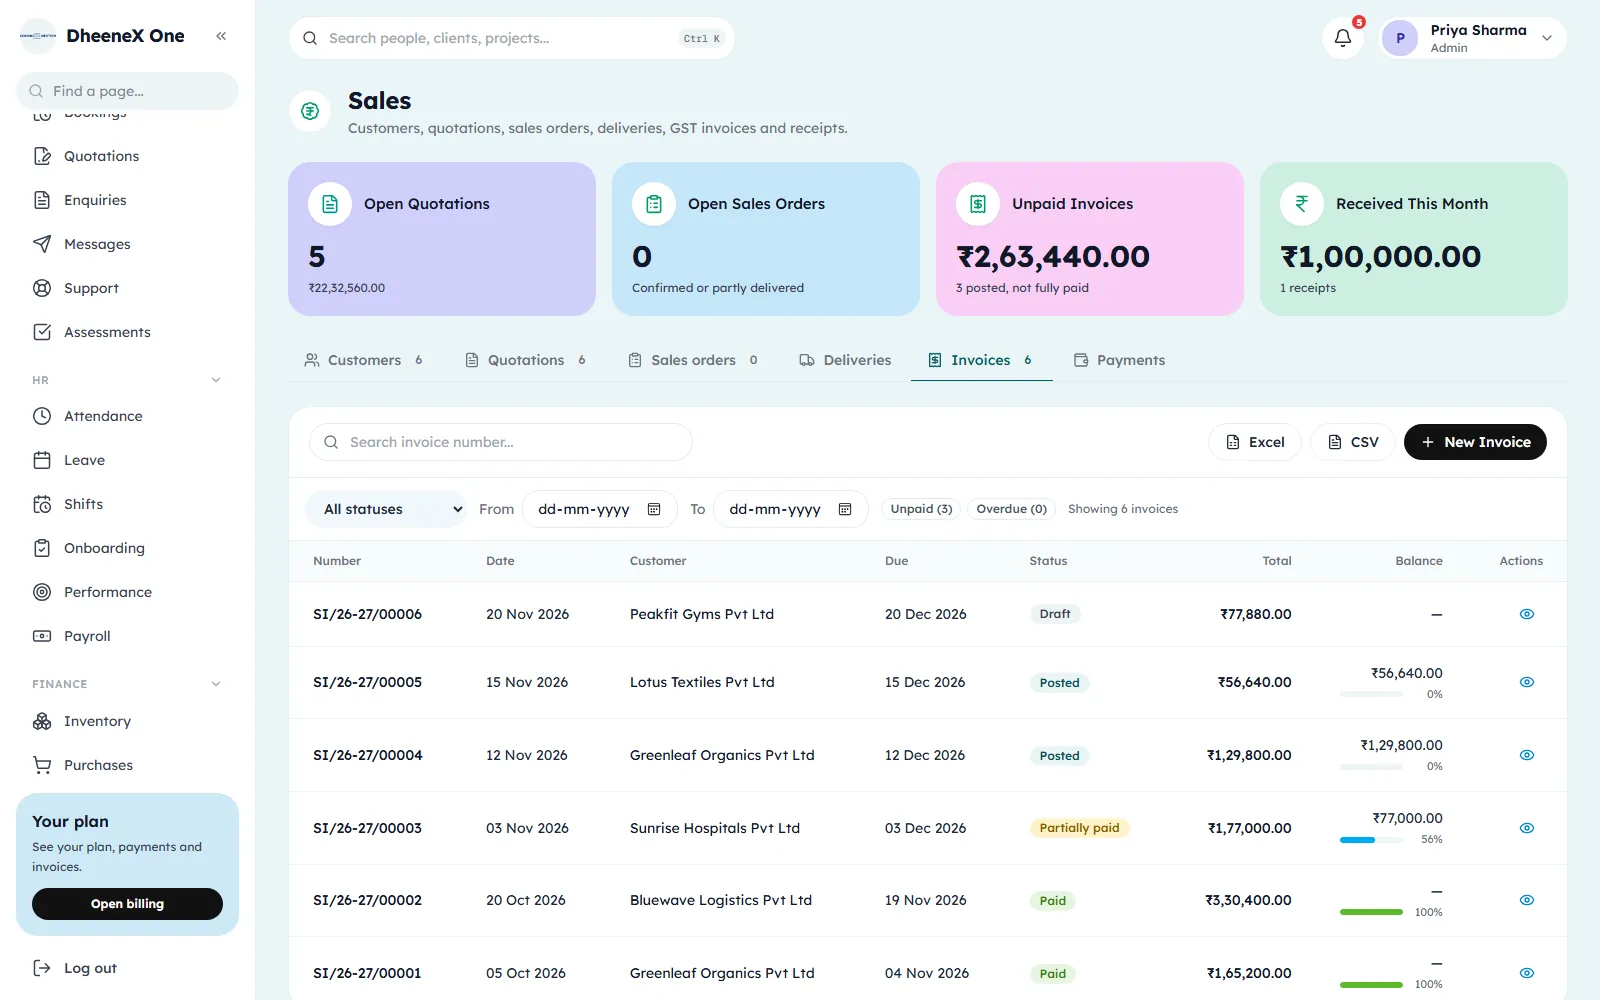 DheeneX One
Find a page...
Bookings
Quotations
Enquiries
Messages
Support
Assessments
HR
Attendance
Leave
Shifts
Onboarding
Performance
Payroll
FINANCE
Inventory
Purchases
Your plan
See your plan, payments and
invoices.
Open billing
Log out
Search people, clients, projects...
Ctrl K
5
P
Priya Sharma
Admin
Sales
Customers, quotations, sales orders, deliveries, GST invoices and receipts.
Open Quotations
5
₹22,32,560.00
Open Sales Orders
0
Confirmed or partly delivered
Unpaid Invoices
₹2,63,440.00
3 posted, not fully paid
Received This Month
₹1,00,000.00
1 receipts
Customers 6 Quotations 6 Sales orders 0 Deliveries Invoices 6 Payments
Search invoice number...
Excel CSV + New Invoice
All statuses From dd-mm-yyyy To dd-mm-yyyy Unpaid (3) Overdue (0) Showing 6 invoices
Number Date Customer Due Status Total Balance Actions
SI/26-27/00006 20 Nov 2026 Peakfit Gyms Pvt Ltd 20 Dec 2026 Draft ₹77,880.00 —
SI/26-27/00005 15 Nov 2026 Lotus Textiles Pvt Ltd 15 Dec 2026 Posted ₹56,640.00 ₹56,640.00
0%
SI/26-27/00004 12 Nov 2026 Greenleaf Organics Pvt Ltd 12 Dec 2026 Posted ₹1,29,800.00 ₹1,29,800.00
0%
SI/26-27/00003 03 Nov 2026 Sunrise Hospitals Pvt Ltd 03 Dec 2026 Partially paid ₹1,77,000.00 ₹77,000.00
56%
SI/26-27/00002 20 Oct 2026 Bluewave Logistics Pvt Ltd 19 Nov 2026 Paid ₹3,30,400.00 —
100%
SI/26-27/00001 05 Oct 2026 Greenleaf Organics Pvt Ltd 04 Nov 2026 Paid ₹1,65,200.00 —
100%